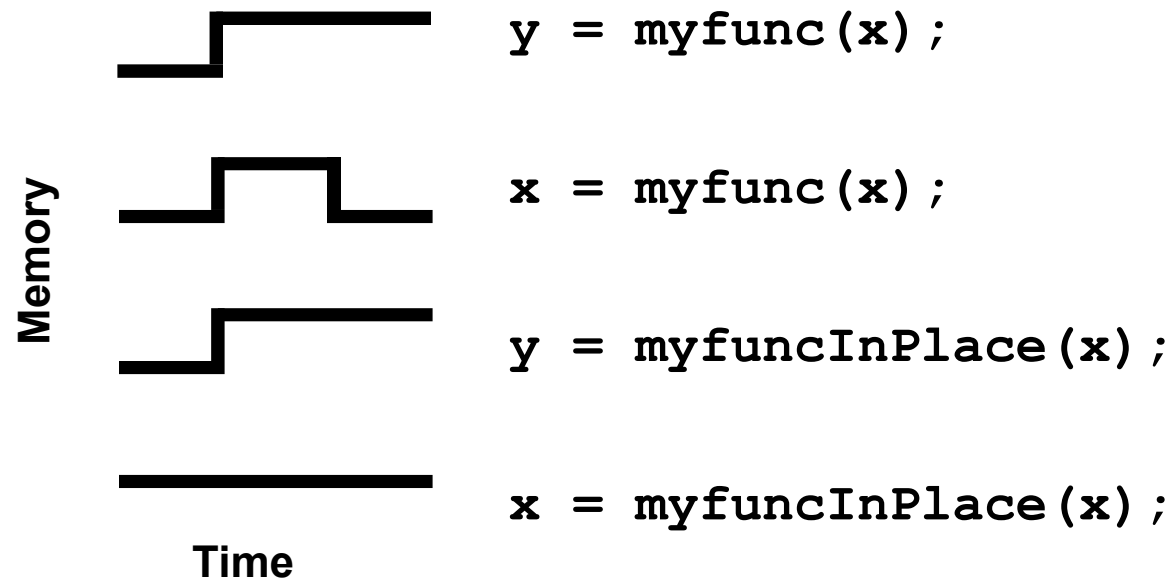 y = myfunc(x);
x = myfunc(x);
Memory
y = myfuncInPlace(x);
x = myfuncInPlace(x);
Time